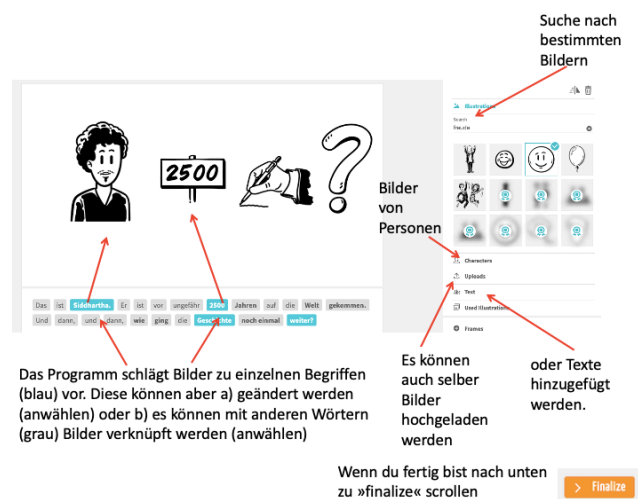 Suche nach
bestimmten
Bildern
Illustrations
Search
freude
2500
Bilder
von
Personen
Characters
Uploads
Text
Used Illustrations
Frames
Das ist Siddhartha. Er ist vor ungefähr 2500 Jahren auf die Welt gekommen.
Und dann, und dann, wie ging die Geschichte noch einmal weiter?
Das Programm schlägt Bilder zu einzelnen Begriffen
(blau) vor. Diese können aber a) geändert werden
(anwählen) oder b) es können mit anderen Wörtern
(grau) Bilder verknüpft werden (anwählen)
Es können
auch selber
Bilder
hochgeladen
werden
oder Texte
hinzugefügt
werden.
Wenn du fertig bist nach unten
zu »finalize« scrollen
> Finalize